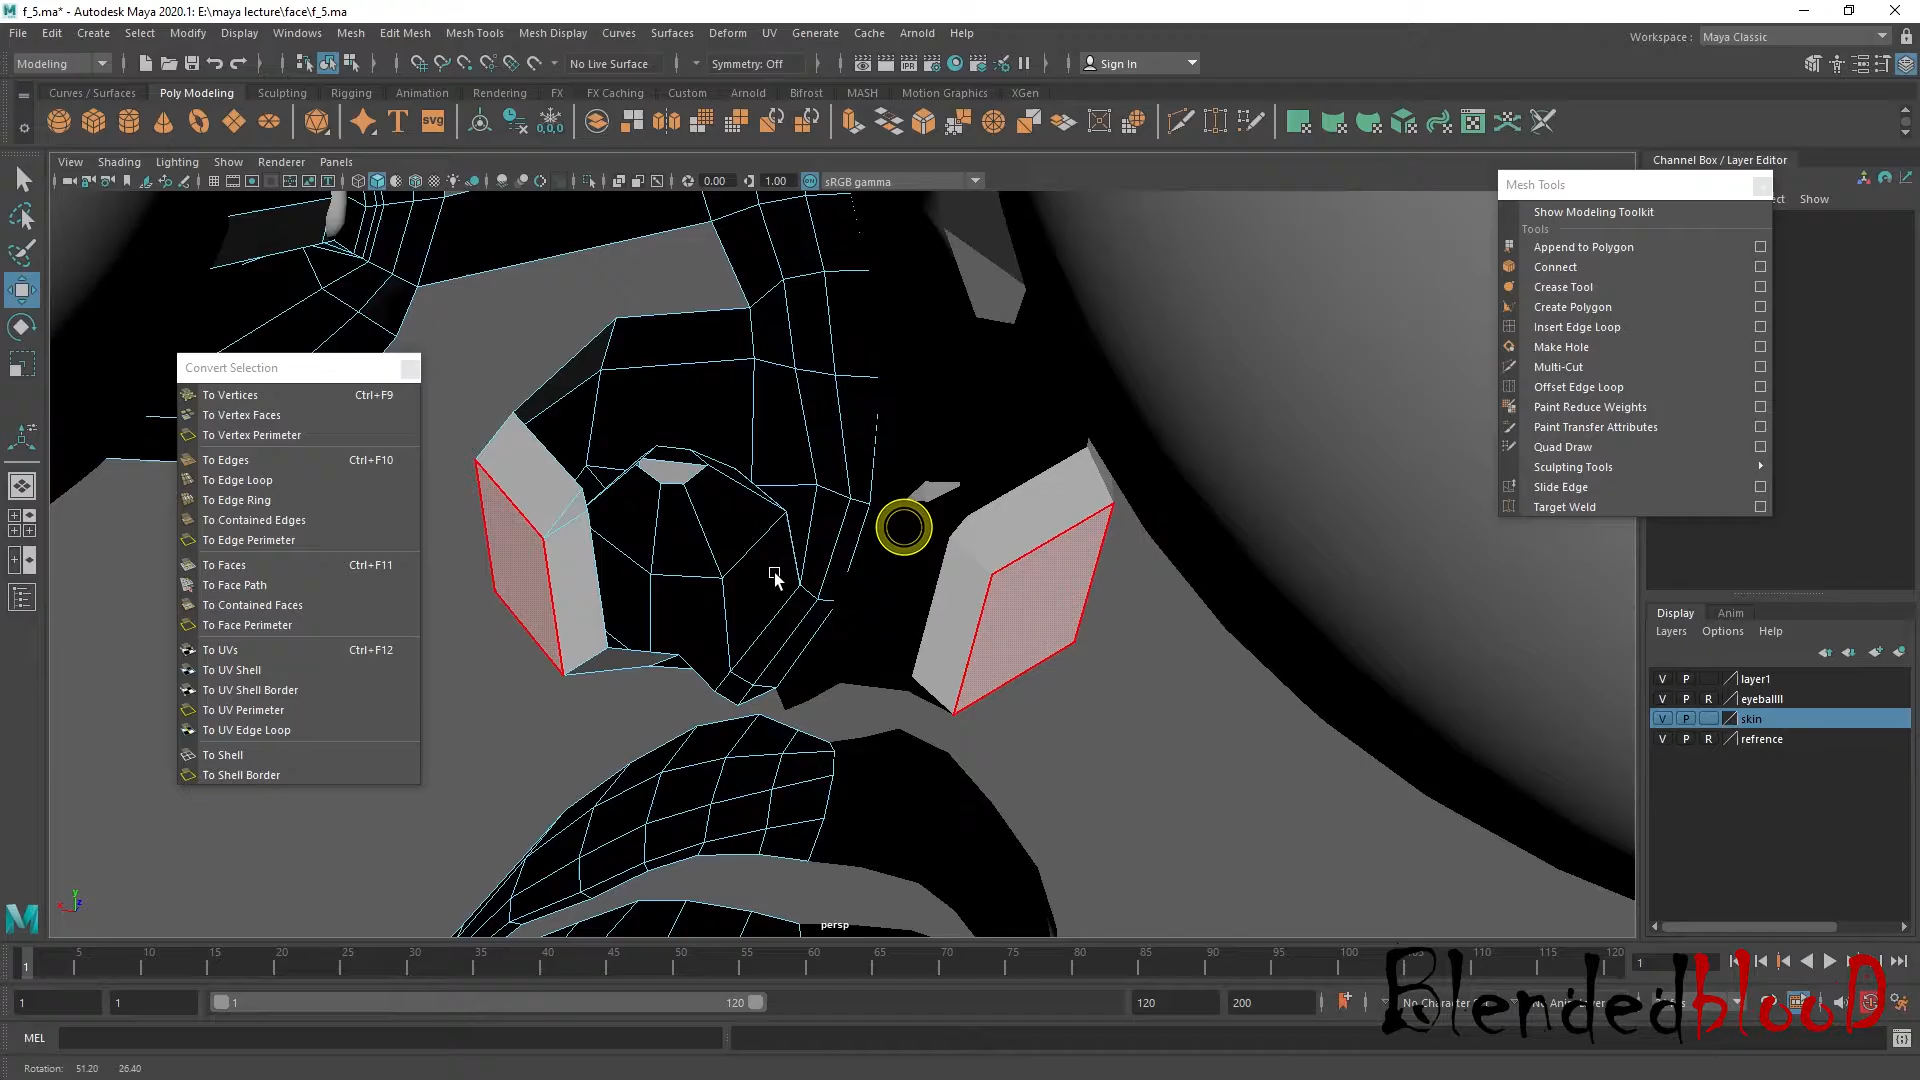 f_5.ma* - Autodesk Maya 2020.1: E:\maya lecture\face\f_5.ma
File Edit Create Select Modify Display Windows Mesh Edit Mesh Mesh Tools Mesh Display Curves Surfaces Deform UV Generate Cache Arnold Help
Workspace : Maya Classic
Modeling No Live Surface Symmetry: Off Sign In
Curves / Surfaces Poly Modeling Sculpting Rigging Animation Rendering FX FX Caching Custom Arnold Bifrost MASH Motion Graphics XGen
View Shading Lighting Show Renderer Panels
0.00 1.00 sRGB gamma
Channel Box / Layer Editor
ect Show
Mesh Tools
Show Modeling Toolkit
Tools
Append to Polygon
Connect
Crease Tool
Create Polygon
Insert Edge Loop
Make Hole
Multi-Cut
Offset Edge Loop
Paint Reduce Weights
Paint Transfer Attributes
Quad Draw
Sculpting Tools
Slide Edge
Target Weld
Convert Selection
To Vertices Ctrl+F9
To Vertex Faces
To Vertex Perimeter
To Edges Ctrl+F10
To Edge Loop
To Edge Ring
To Contained Edges
To Edge Perimeter
To Faces Ctrl+F11
To Face Path
To Contained Faces
To Face Perimeter
To UVs Ctrl+F12
To UV Shell
To UV Shell Border
To UV Perimeter
To UV Edge Loop
To Shell
To Shell Border
Display Anim
Layers Options Help
V P layer1
V P R eyeballll
V P skin
V P R refrence
persp
5 10 15 20 25 30 35 40 45 50 55 60 65 70 75 80 85 90 95 100 110 115 120
1 1
1 1 1 120 120 200
MEL
Rotation: 51.20 26.40
BlendedblooD